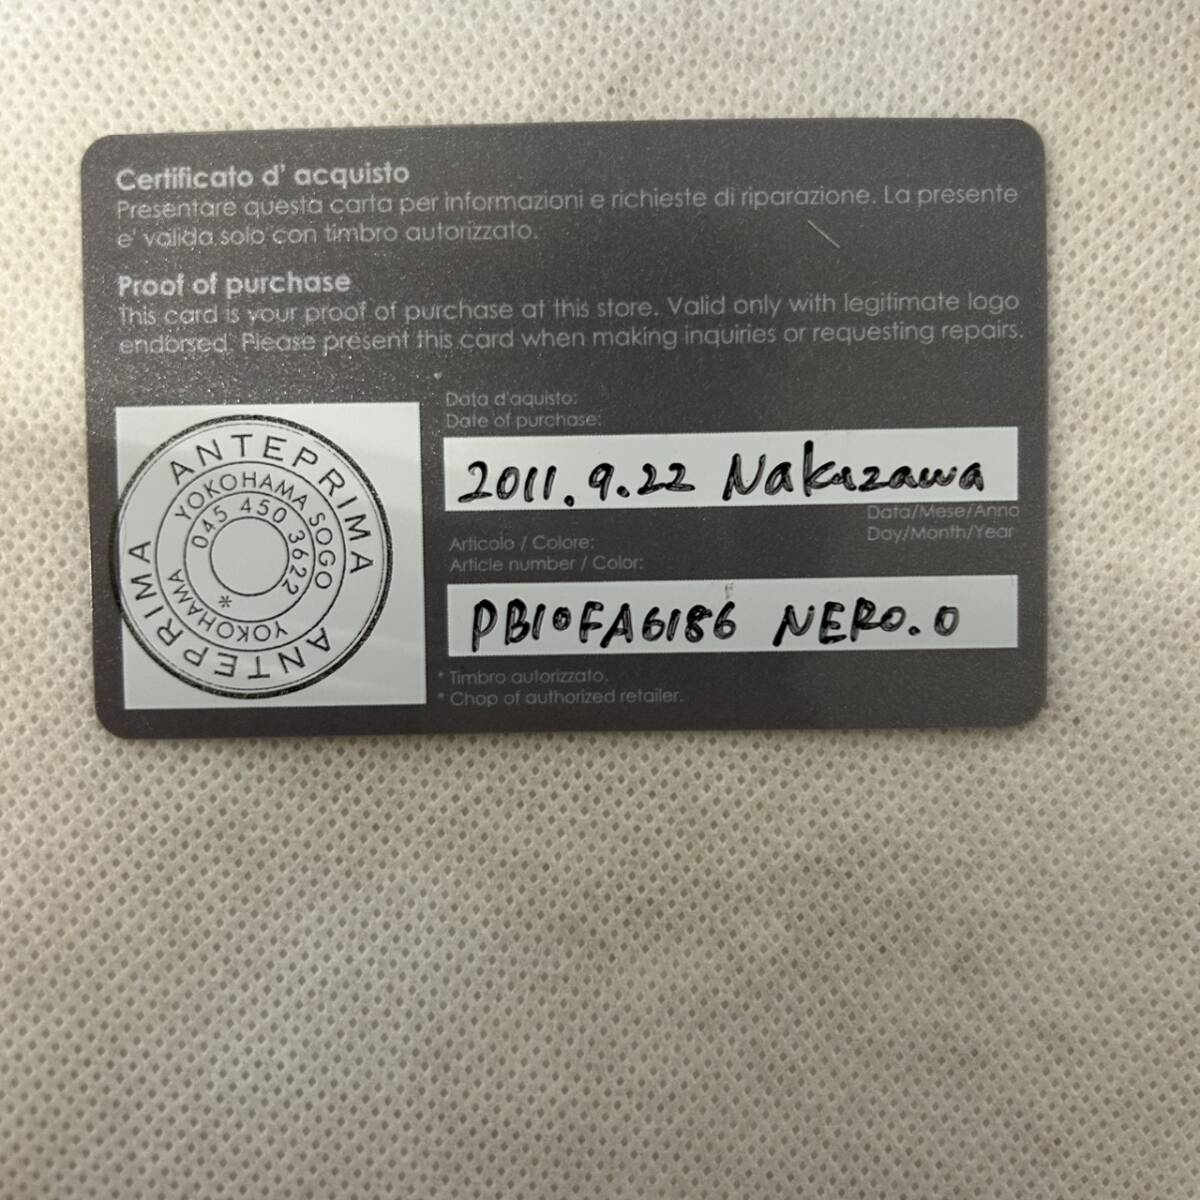 Certificato d' acquisto
Presentare questa carta per informazioni e richieste di riparazione. La presente
e' valida solo con timbro autorizzato.
Proof of purchase
This card is your proof of purchase at this store. Valid only with legitimate logo
endorsed. Please present this card when making inquiries or requesting repairs.
Data d'aquisto:
Date of purchase:
2011.9.22 Nakazawa
Data/Mese/Anno
Day/Month/Year
Articolo / Colore:
Article number / Color:
PB10FA6186 NERO.0
* Timbro autorizzato.
* Chop of authorized retailer.
ANTEPRIMA
ANTEPRIMA
YOKOHAMA SOGO
YOKOHAMA
045 450 3622
*